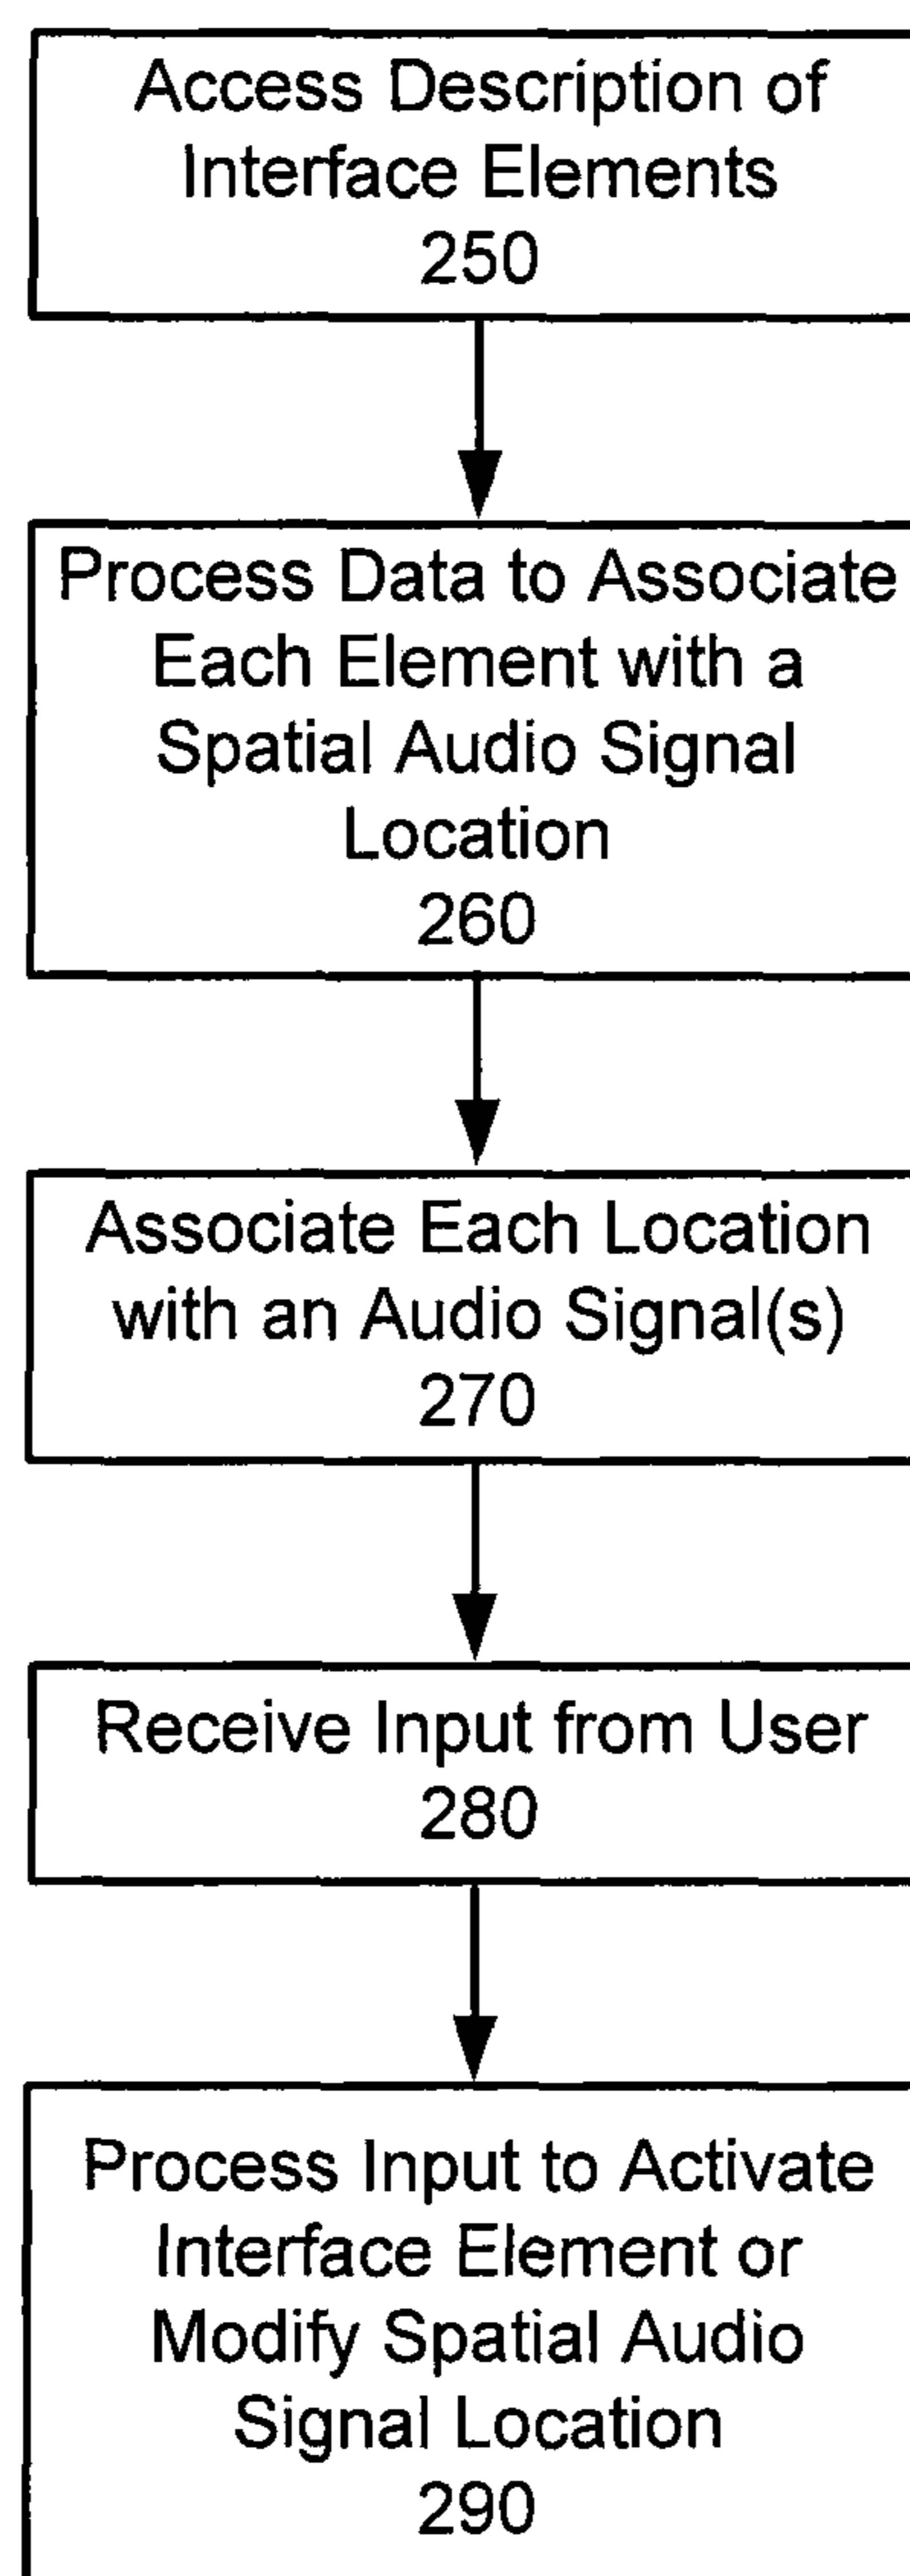 Access Description of
Interface Elements
250
Process Data to Associate
Each Element with a
Spatial Audio Signal
Location
260
Associate Each Location
with an Audio Signal(s)
270
Receive Input from User
280
Process Input to Activate
Interface Element or
Modify Spatial Audio
Signal Location
290